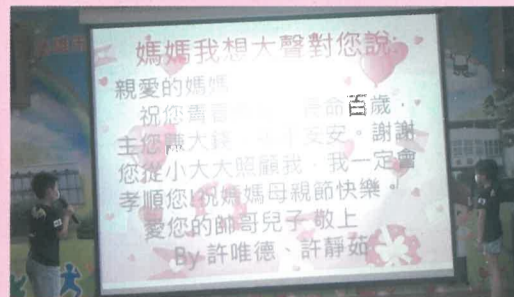 媽媽我想大聲對您說:
親愛的媽媽
祝您青春 命百歲,
主您賺大錢 安。謝謝
您從小大大照顧我,我一定會
孝順您!祝媽媽母親節快樂
愛您的帥哥兒子 敬上
By 許唯德、許靜茹